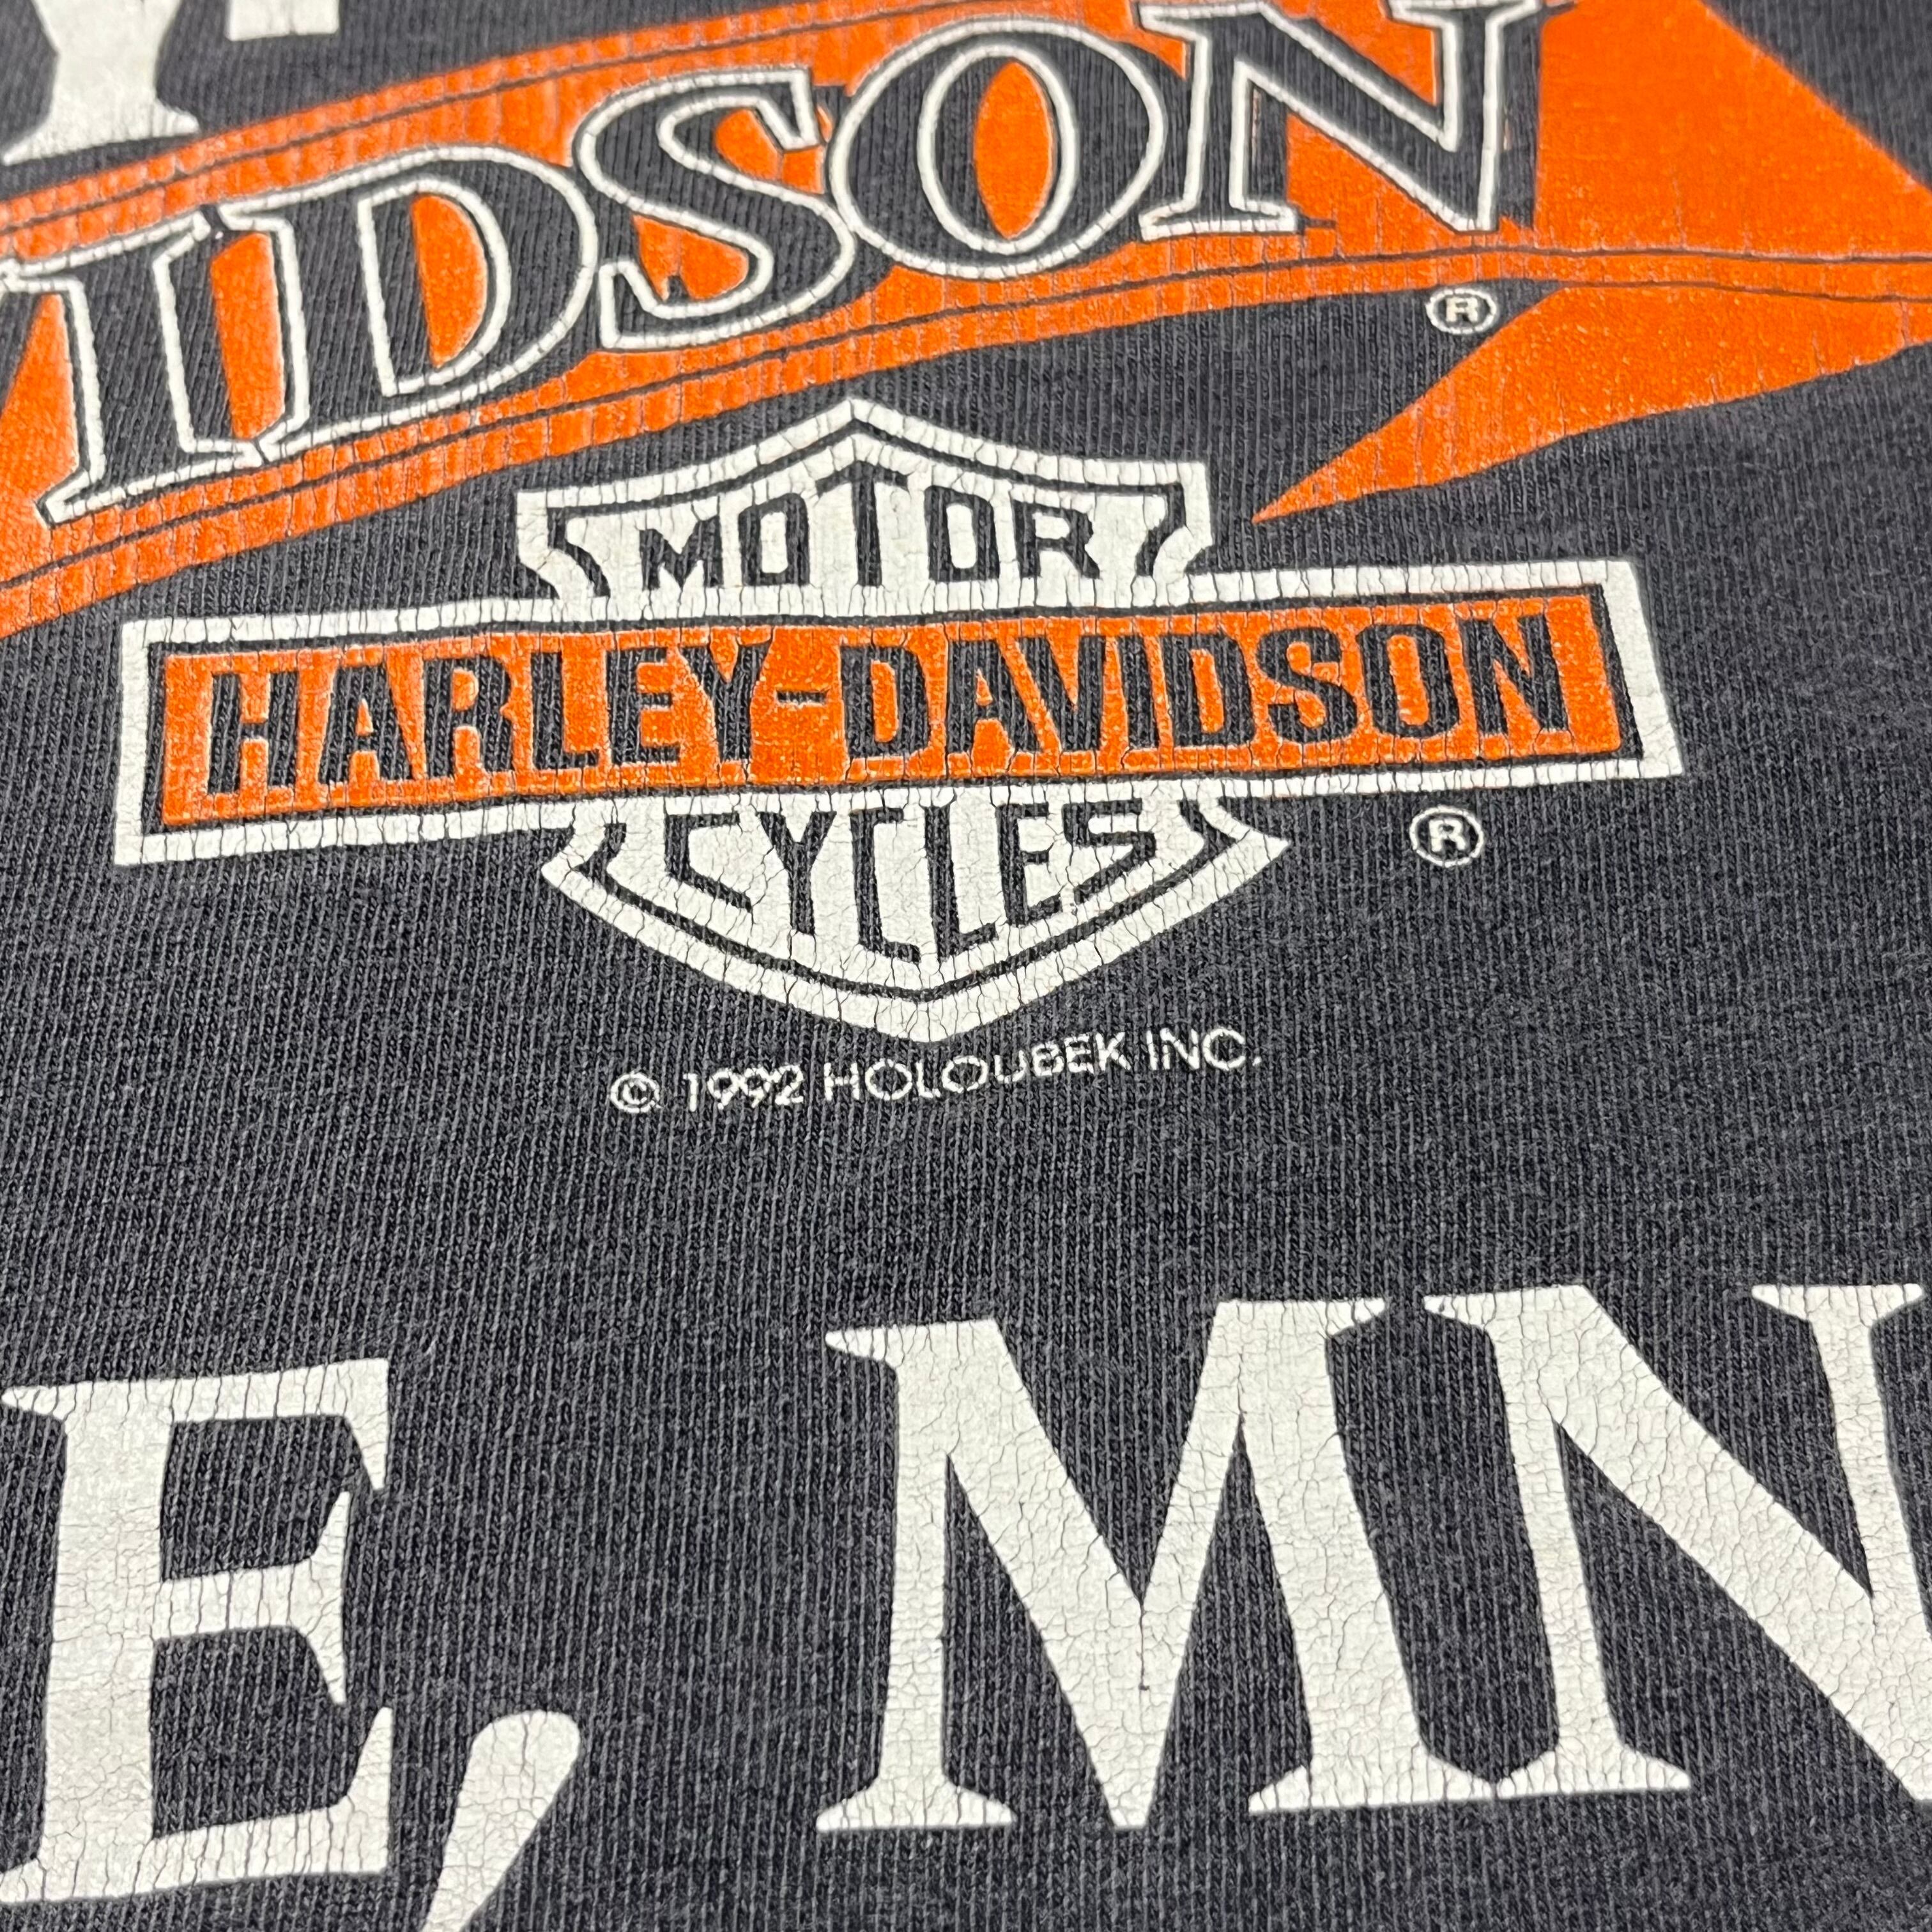 IDSON
®
MOTOR
HARLEY-DAVIDSON
CYCLES
®
© 1992 HOLOUBEK INC.
E, MN